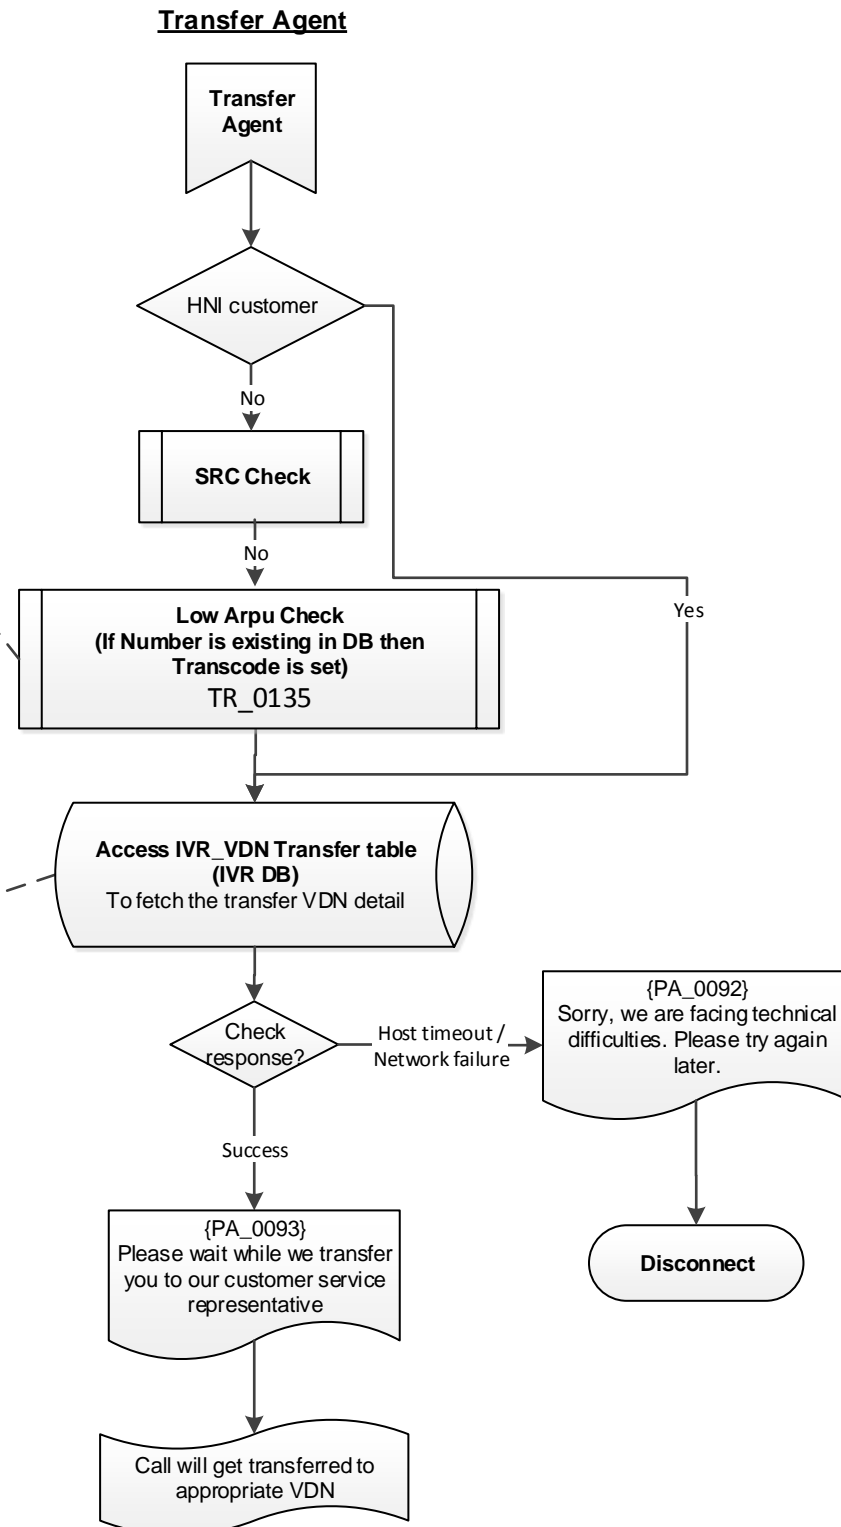 Transfer Agent
Transfer
Agent
HNI customer
No
SRC Check
No
Low Arpu Check
(If Number is existing in DB then
Transcode is set)
TR_0135
Yes
Access IVR_VDN Transfer table
(IVR DB)
To fetch the transfer VDN detail
Check
response?
Host timeout /
Network failure
{PA_0092}
Sorry, we are facing technical
difficulties. Please try again
later.
Success
{PA_0093}
Please wait while we transfer
you to our customer service
representative
Disconnect
Call will get transferred to
appropriate VDN